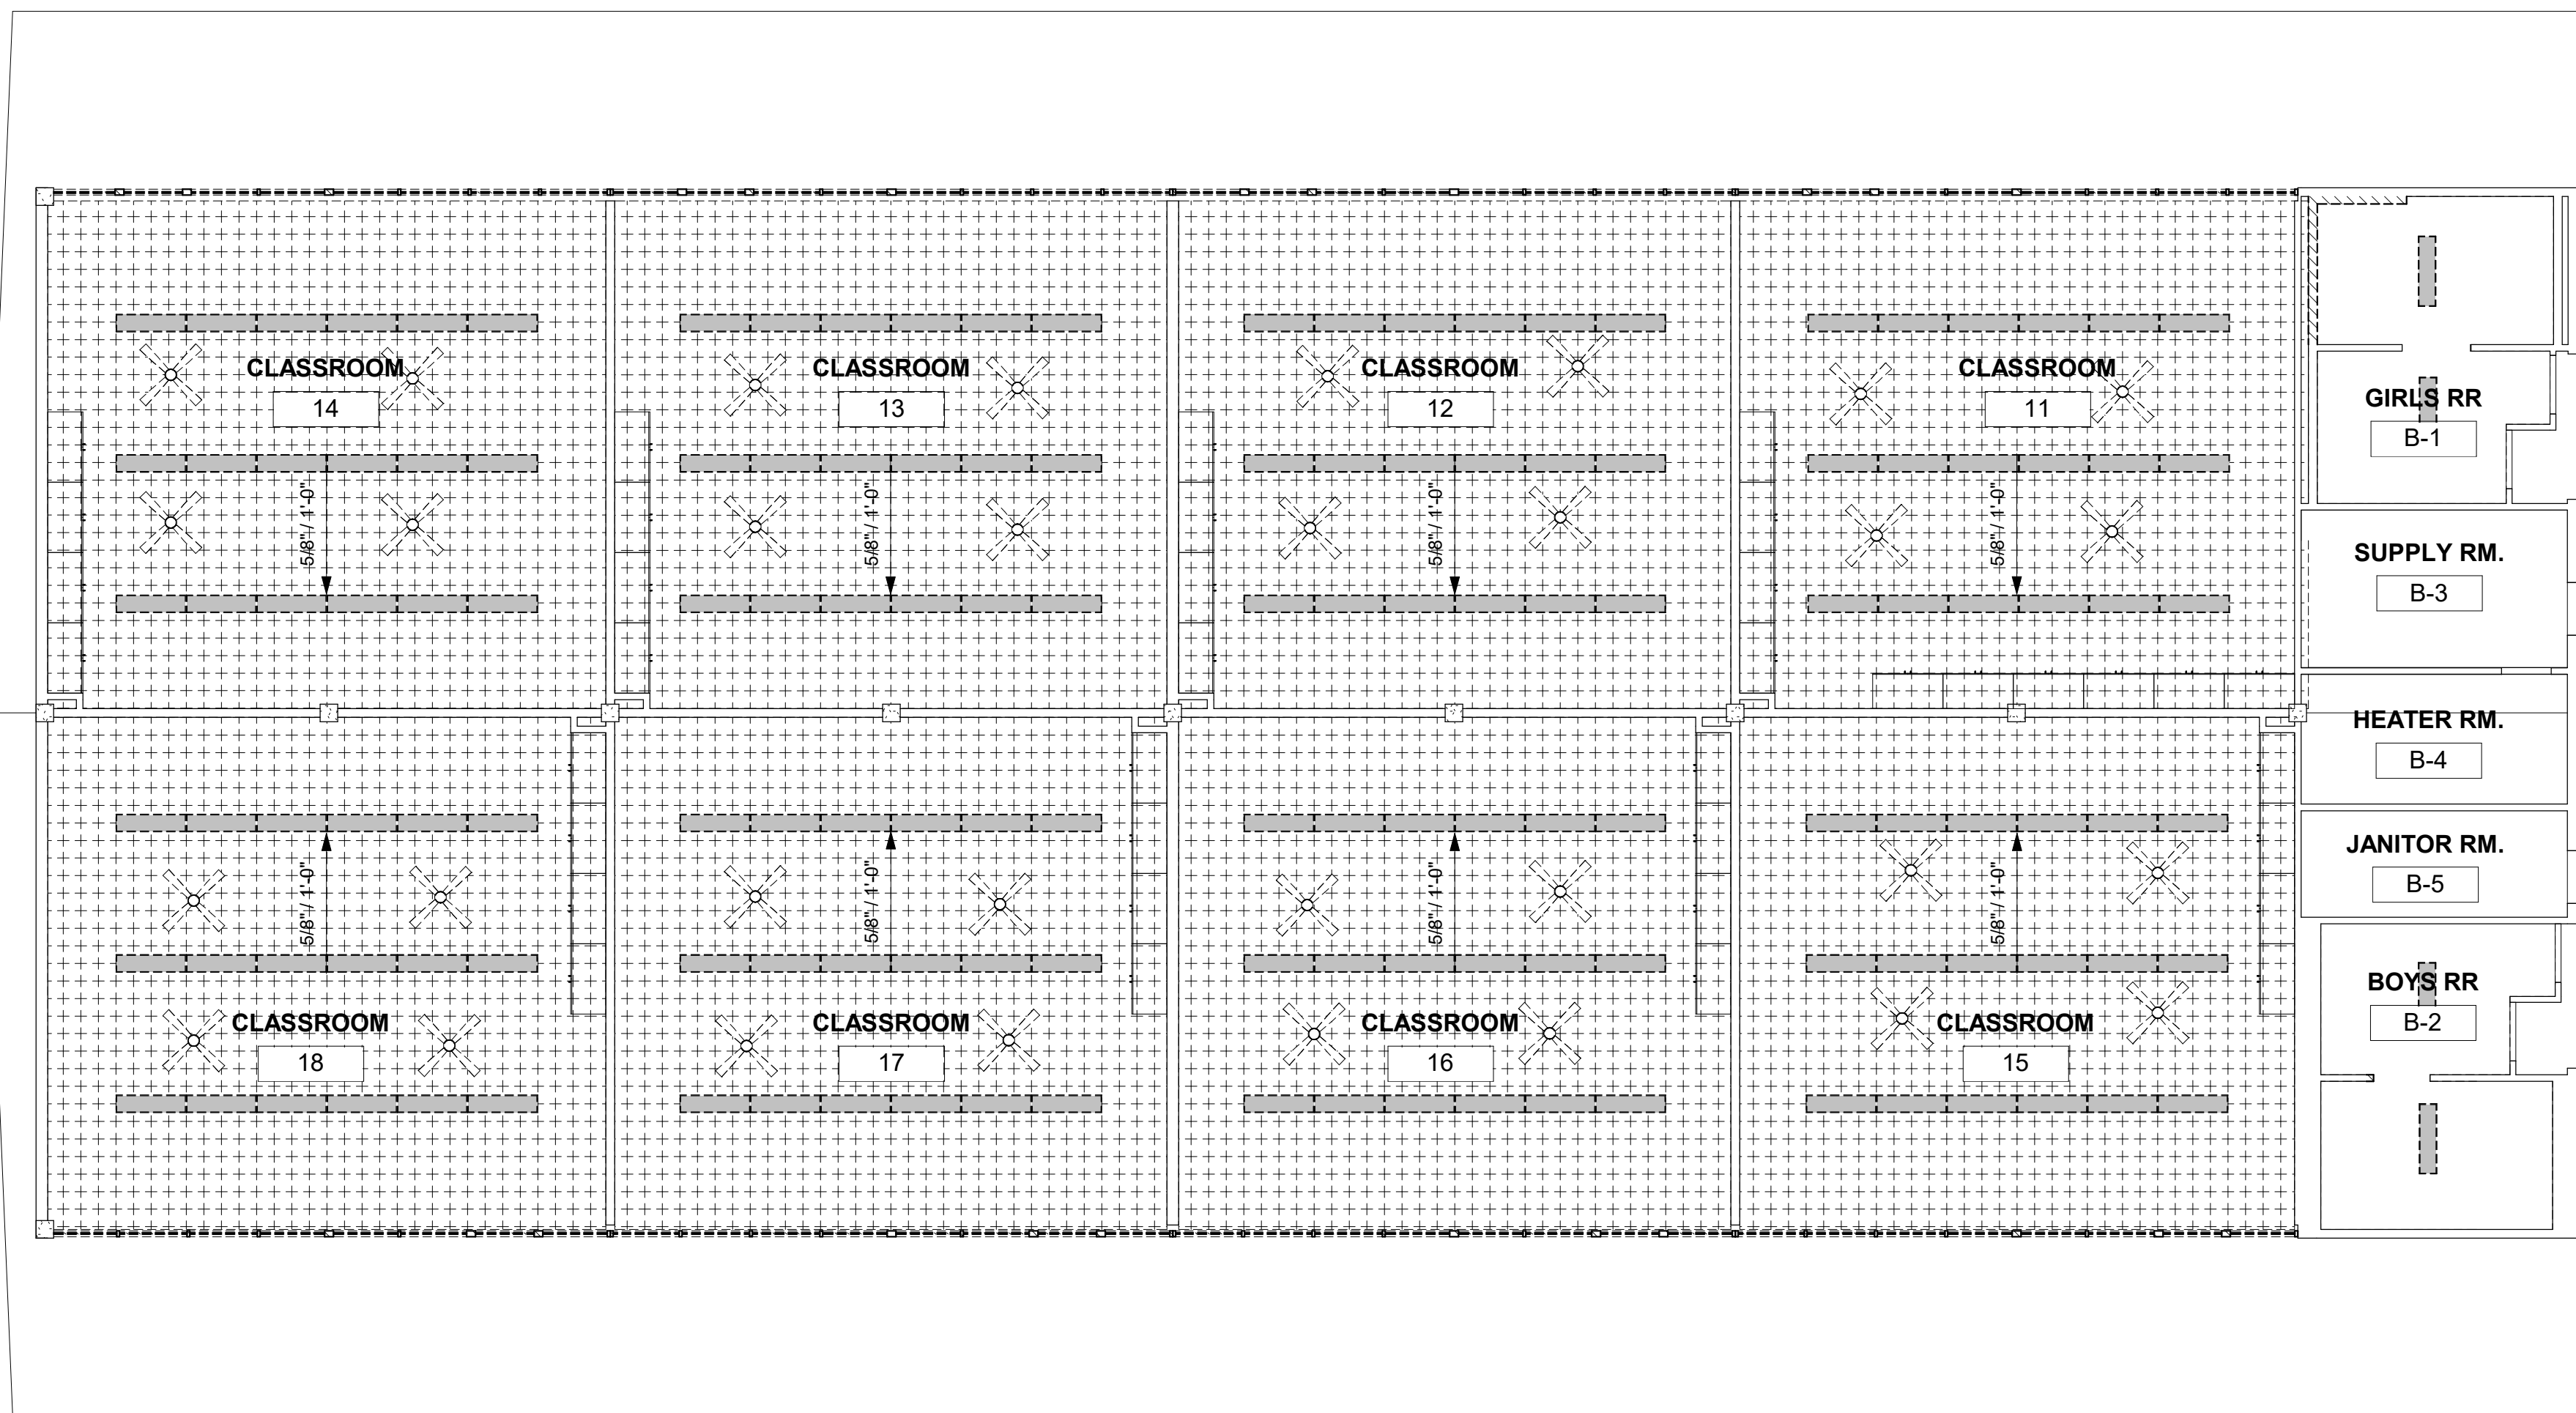 CLASSROOM
14
CLASSROOM
13
CLASSROOM
12
CLASSROOM
11
GIRLS RR
B-1
5/8" / 1'-0"
5/8" / 1'-0"
5/8" / 1'-0"
5/8" / 1'-0"
SUPPLY RM.
B-3
HEATER RM.
B-4
JANITOR RM.
B-5
5/8" / 1'-0"
5/8" / 1'-0"
5/8" / 1'-0"
5/8" / 1'-0"
BOYS RR
B-2
CLASSROOM
18
CLASSROOM
17
CLASSROOM
16
CLASSROOM
15